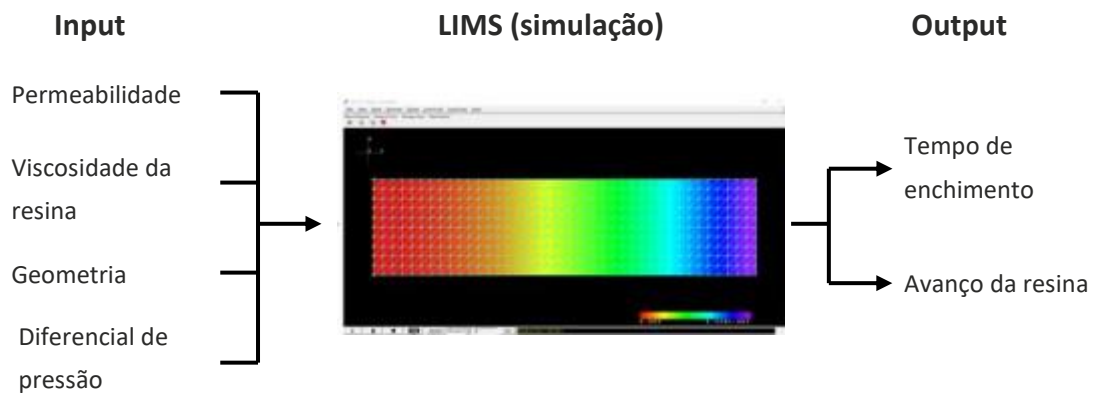 Input
LIMS (simulação)
Output
Permeabilidade
Viscosidade da
resina
Geometria
Diferencial de
pressão
Tempo de
enchimento
Avanço da resina